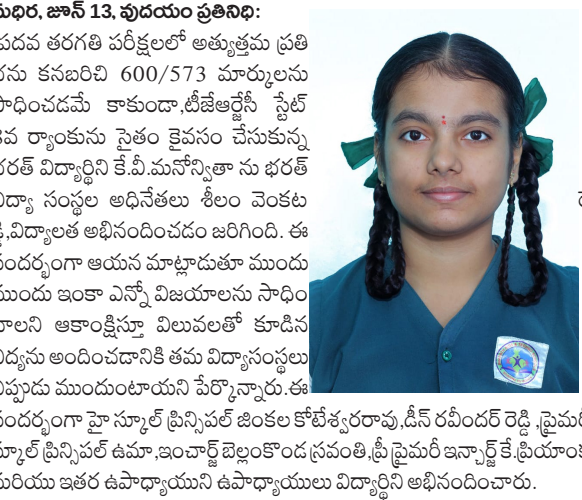 మధిర, జూన్ 13, వుదయం ప్రతినిధి:
పదవ తరగతి పరీక్షలలో అత్యుత్తమ ప్రతి
భను కనబరిచి 600/573 మార్కులను
సాధించడమే కాకుండా,టీజేఆర్జేసీ స్టేట్
ర్యాంకును సైతం కైవసం చేసుకున్న
భరత్ విద్యార్థిని కే.వీ.మనోన్వితా ను భరత్
విద్యా సంస్థల అధినేతలు శీలం వెంకట
విద్యాలత అభినందించడం జరిగింది. ఈ
సందర్భంగా ఆయన మాట్లాడుతూ ముందు
ముందు ఇంకా ఎన్నో విజయాలను సాధిం
చాలని ఆకాంక్షిస్తూ విలువలతో కూడిన
విద్యను అందించడానికి తమ విద్యాసంస్థలు
ఎప్పుడు ముందుంటాయని పేర్కొన్నారు.ఈ
సందర్భంగా హై స్కూల్ ప్రిన్సిపల్ జింకల కోటేశ్వరరావు,డీన్ రవీందర్ రెడ్డి ,ప్రైమరీ
స్కూల్ ప్రిన్సిపల్ ఉమా,ఇంచార్జ్ బెల్లంకొండ స్రవంతి,ప్రీ ప్రైమరీ ఇన్చార్జ్ కే.ప్రియాంక
మరియు ఇతర ఉపాధ్యాయుని ఉపాధ్యాయులు విద్యార్థిని అభినందించారు.